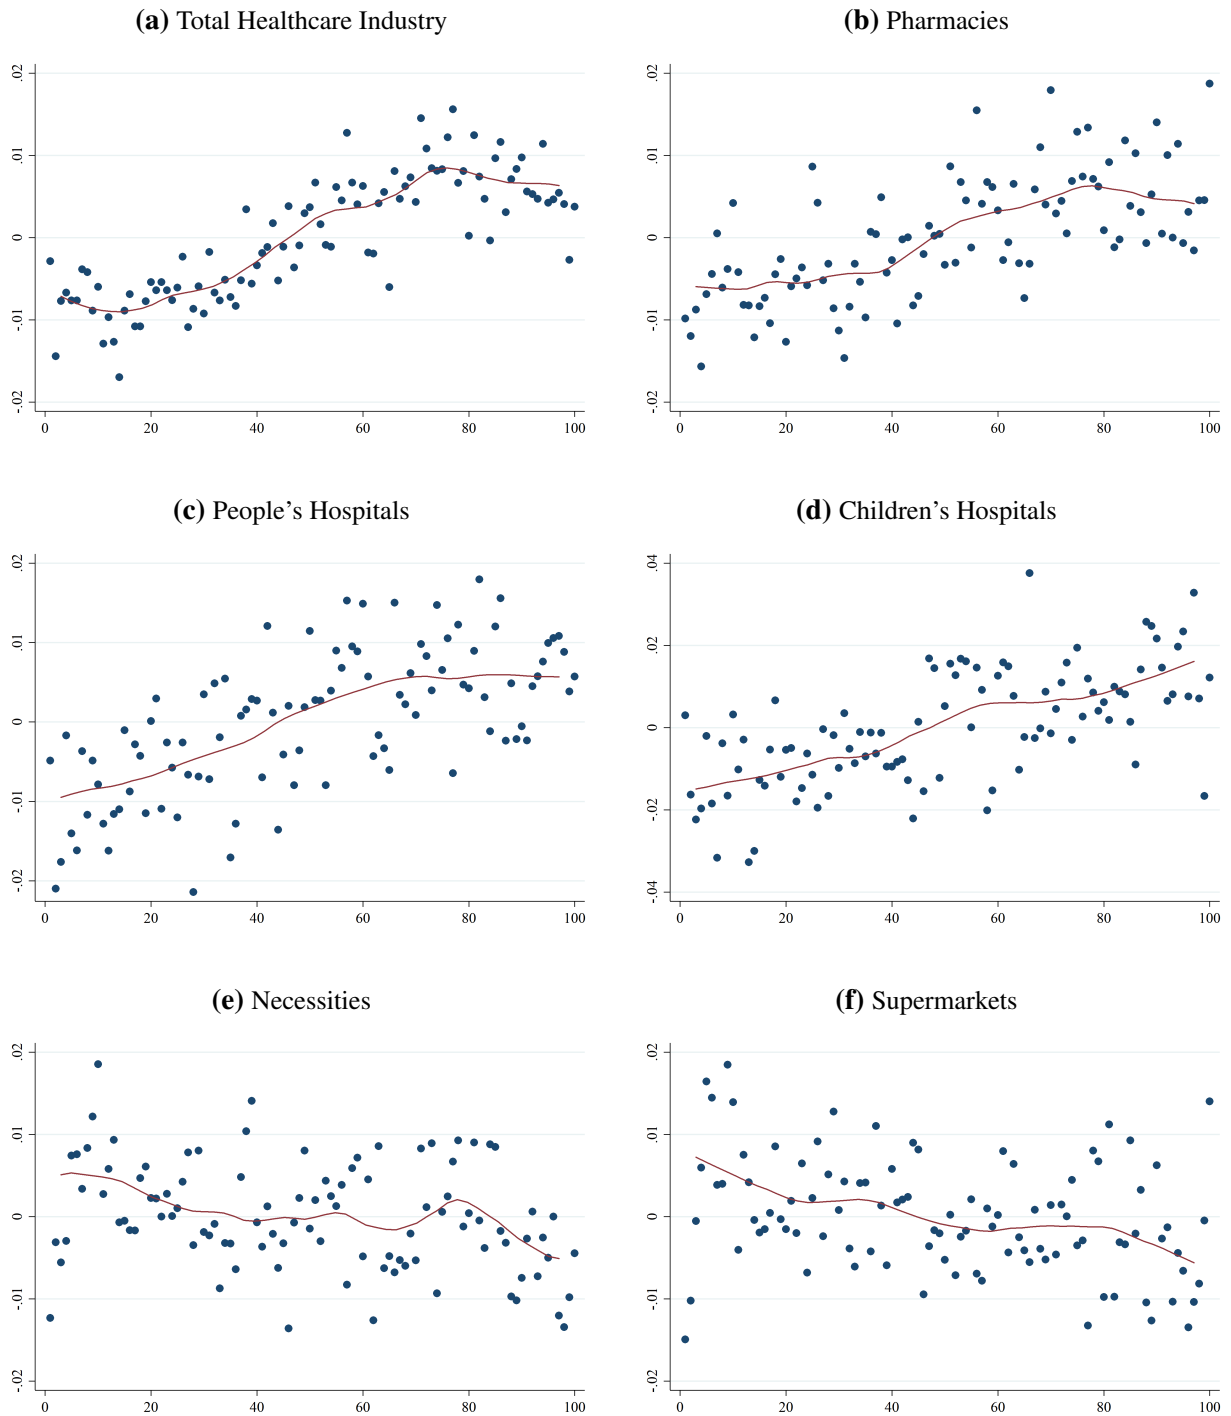 (a) Total Healthcare Industry
.02
.01
0
-.01
-.02
0 20 40 60 80 100
(b) Pharmacies
.02
.01
0
-.01
-.02
0 20 40 60 80 100
(c) People's Hospitals
.02
.01
0
-.01
-.02
0 20 40 60 80 100
(d) Children's Hospitals
.04
.02
0
-.02
-.04
0 20 40 60 80 100
(e) Necessities
.02
.01
0
-.01
-.02
0 20 40 60 80 100
(f) Supermarkets
.02
.01
0
-.01
-.02
0 20 40 60 80 100